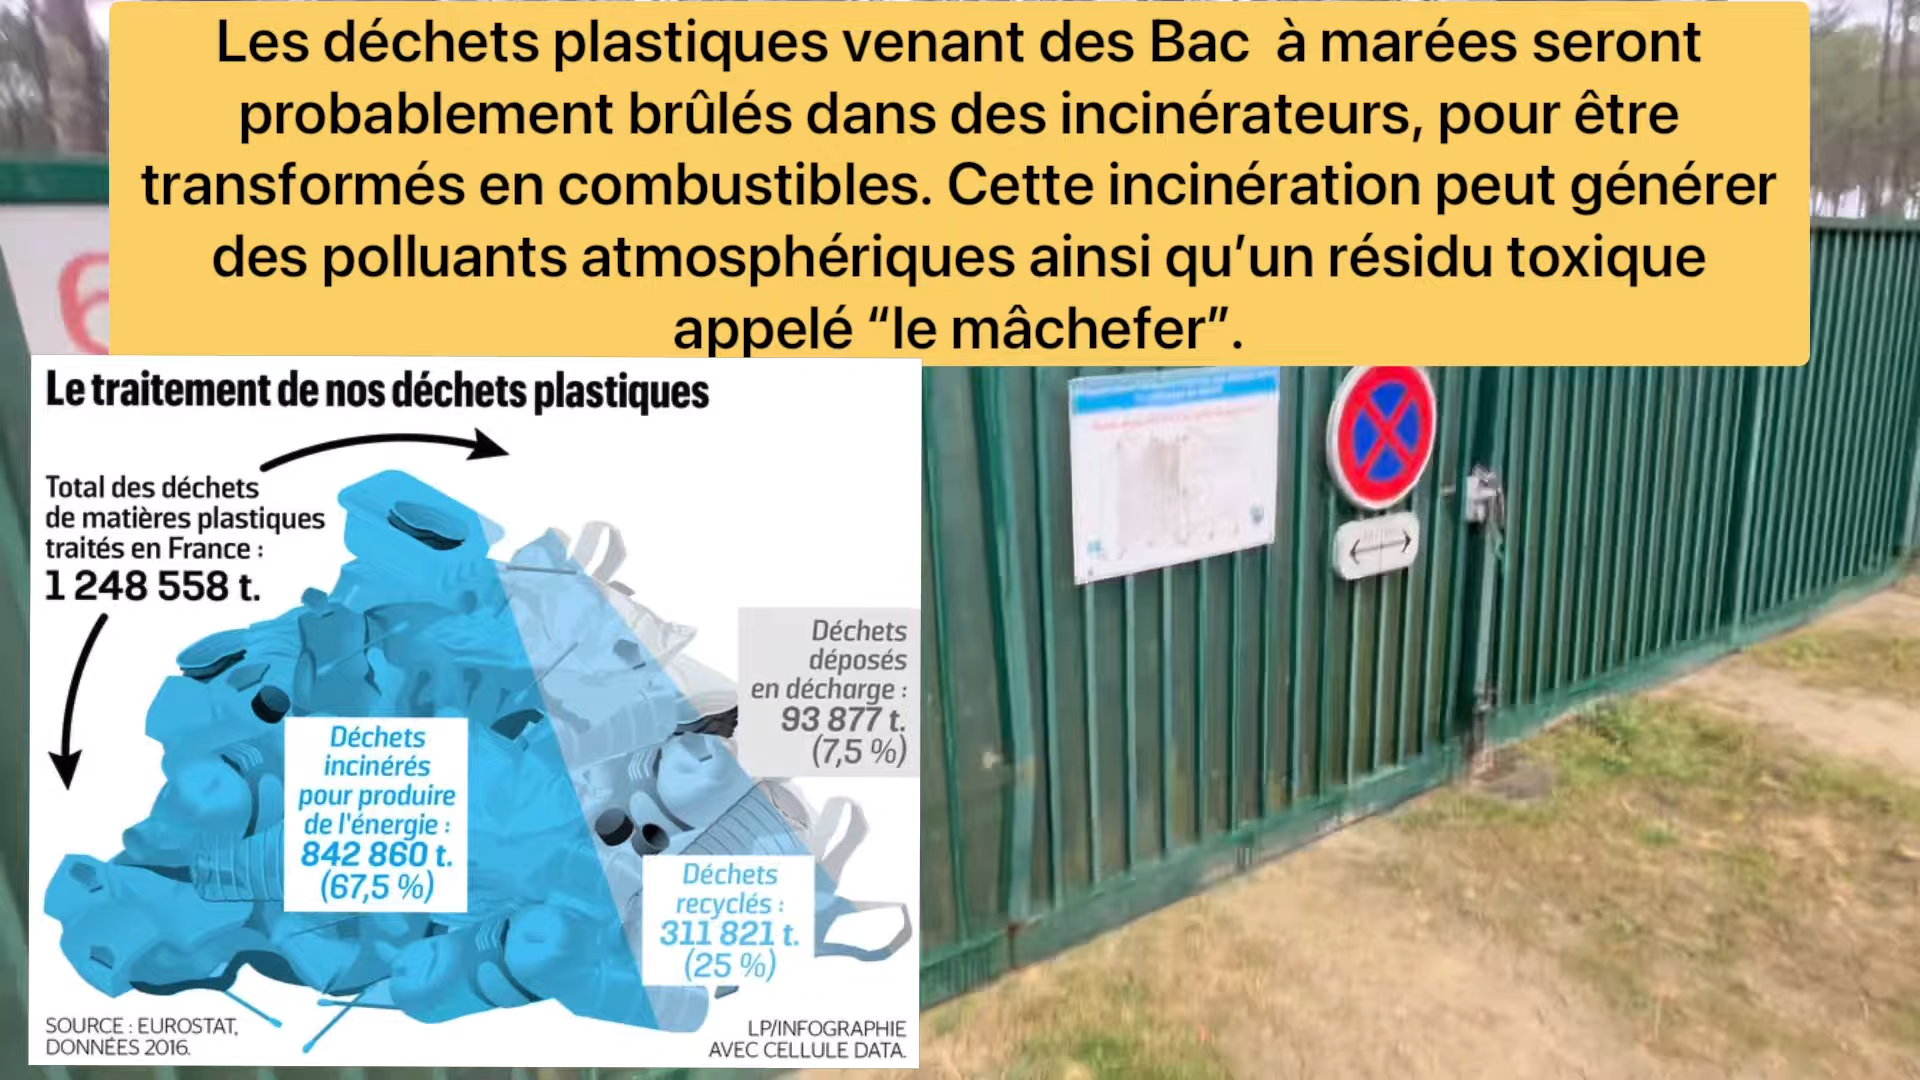 Les déchets plastiques venant des Bac à marées seront
probablement brûlés dans des incinérateurs, pour être
transformés en combustibles. Cette incinération peut générer
des polluants atmosphériques ainsi qu’un résidu toxique
appelé “le mâchefer”.
Le traitement de nos déchets plastiques
Total des déchets
de matières plastiques
traités en France :
1 248 558 t.
Déchets
déposés
en décharge :
93 877 t.
(7,5 %)
Déchets
incinérés
pour produire
de l'énergie :
842 860 t.
(67,5 %)
Déchets
recyclés :
311 821 t.
(25 %)
SOURCE : EUROSTAT,
DONNÉES 2016.
LP/INFOGRAPHIE
AVEC CELLULE DATA.